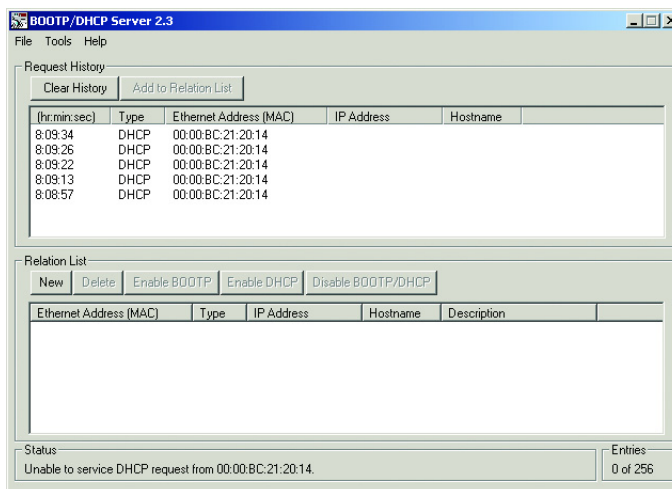 BOOTP/DHCP Server 2.3
File Tools Help
Request History
Clear History Add to Relation List
(hr:min:sec) Type Ethernet Address (MAC) IP Address Hostname
8:09:34 DHCP 00:00:BC:21:20:14
8:09:26 DHCP 00:00:BC:21:20:14
8:09:22 DHCP 00:00:BC:21:20:14
8:09:13 DHCP 00:00:BC:21:20:14
8:08:57 DHCP 00:00:BC:21:20:14
Relation List
New Delete Enable BOOTP Enable DHCP Disable BOOTP/DHCP
Ethernet Address (MAC) Type IP Address Hostname Description
Status
Unable to service DHCP request from 00:00:BC:21:20:14.
Entries
0 of 256